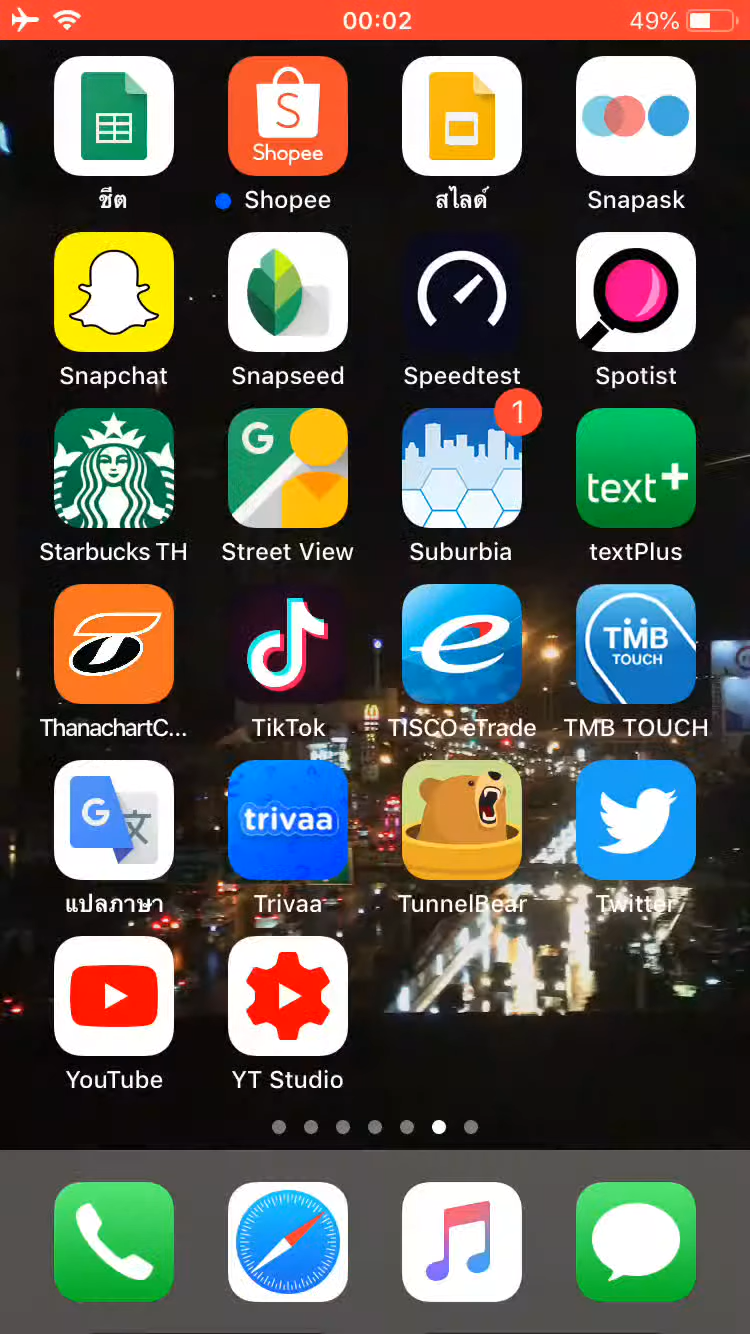 00:02 49%
Shopee
ชีต Shopee สไลด์ Snapask
Snapchat Snapseed Speedtest Spotist
1
G text+
Starbucks TH Street View Suburbia textPlus
TMB
TOUCH
ThanachartC... TikTok TISCO eTrade TMB TOUCH
G 文 trivaa
แปลภาษา Trivaa TunnelBear Twitter
YouTube YT Studio